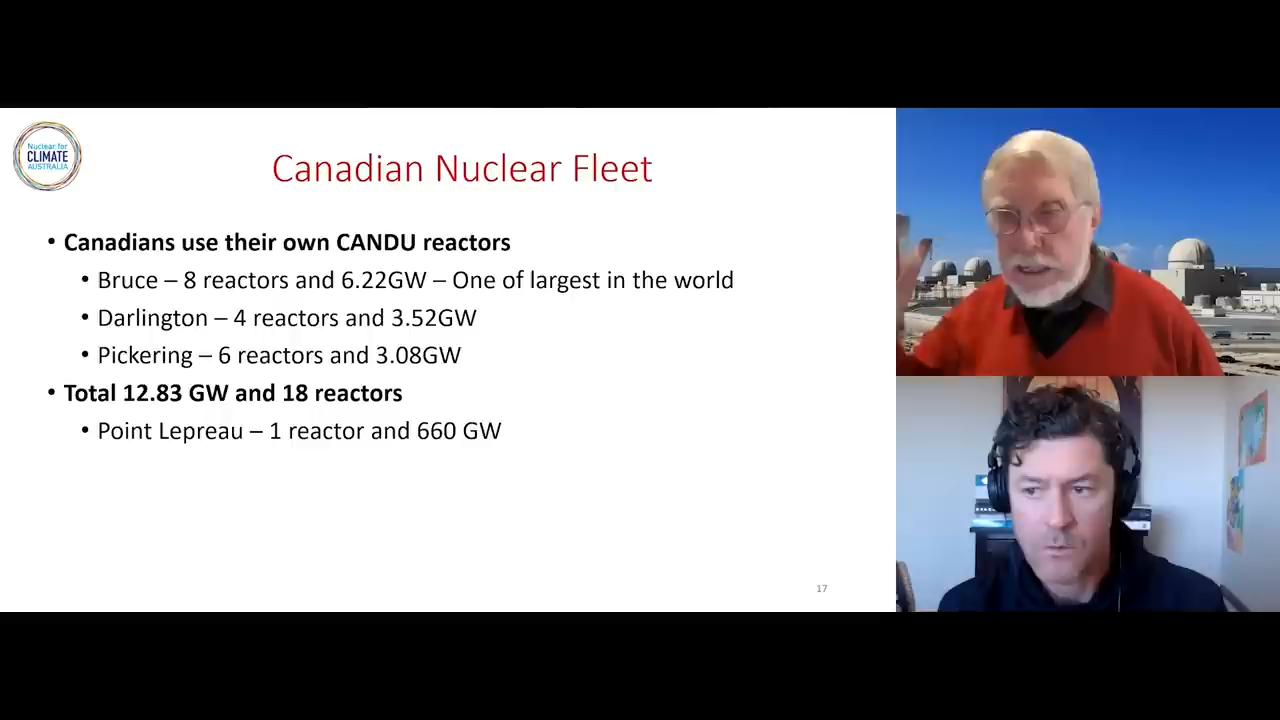 Nuclear for
CLIMATE
AUSTRALIA
Canadian Nuclear Fleet
• Canadians use their own CANDU reactors
• Bruce – 8 reactors and 6.22GW – One of largest in the world
• Darlington – 4 reactors and 3.52GW
• Pickering – 6 reactors and 3.08GW
• Total 12.83 GW and 18 reactors
• Point Lepreau – 1 reactor and 660 GW
17